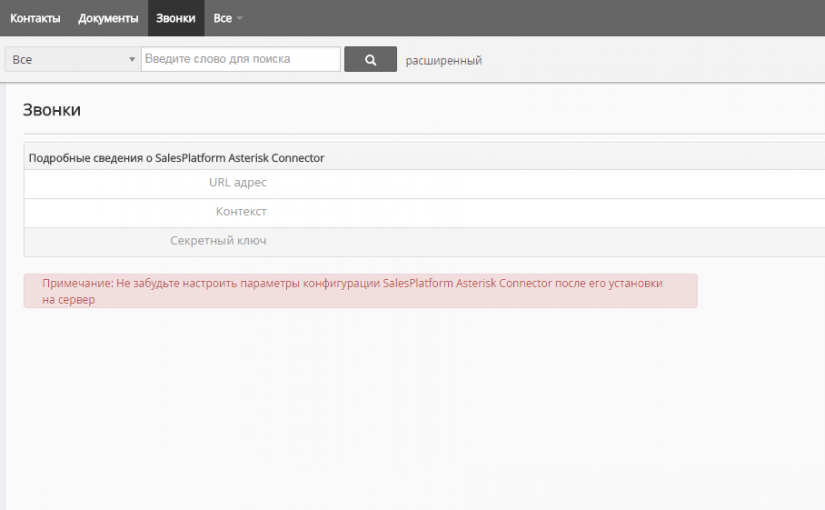 Контакты Документы Звонки Все
Все Введите слово для поиска расширенный
Звонки
Подробные сведения о SalesPlatform Asterisk Connector
URL адрес
Контекст
Секретный ключ
Примечание: Не забудьте настроить параметры конфигурации SalesPlatform Asterisk Connector после его установки
на сервер